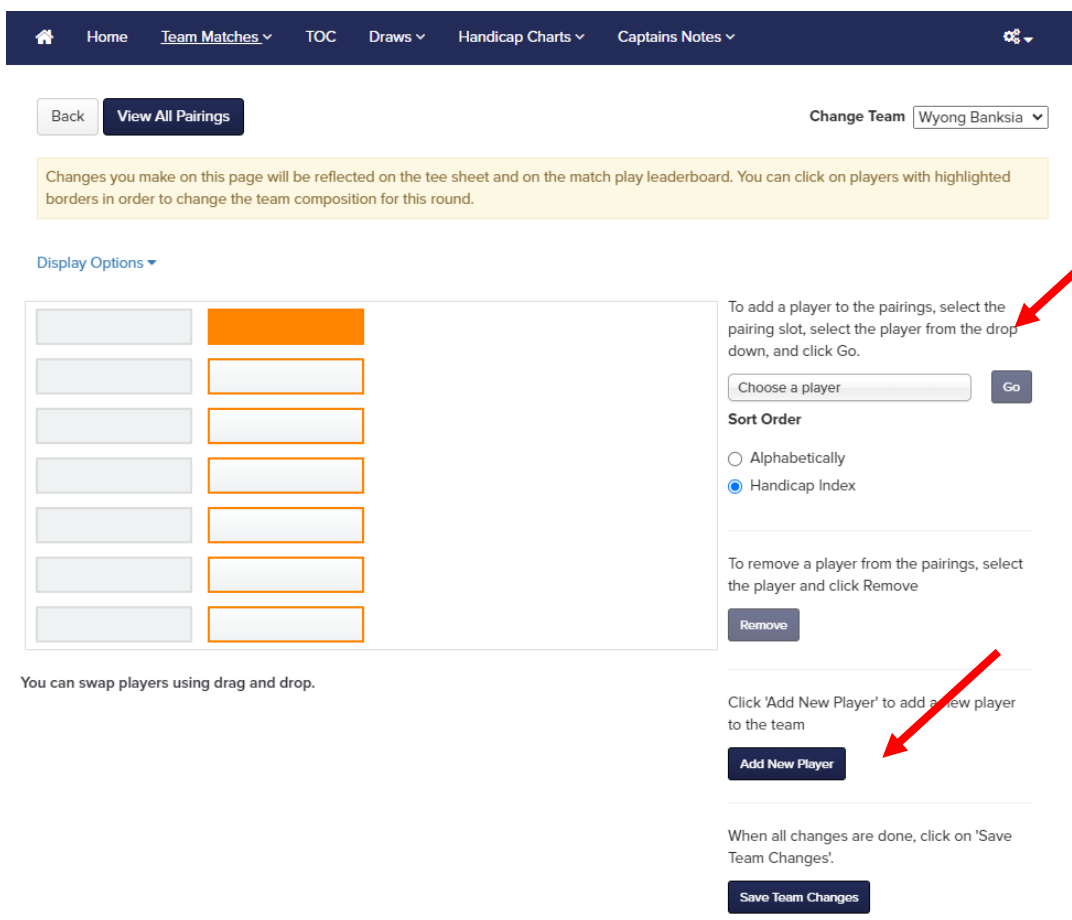 Home Team Matches TOC Draws Handicap Charts Captains Notes
Back View All Pairings Change Team Wyong Banksia
Changes you make on this page will be reflected on the tee sheet and on the match play leaderboard. You can click on players with highlighted
borders in order to change the team composition for this round.
Display Options
To add a player to the pairings, select the
pairing slot, select the player from the drop
down, and click Go.
Choose a player Go
Sort Order
Alphabetically
Handicap Index
To remove a player from the pairings, select
the player and click Remove
Remove
You can swap players using drag and drop.
Click 'Add New Player' to add a new player
to the team
Add New Player
When all changes are done, click on 'Save
Team Changes'.
Save Team Changes